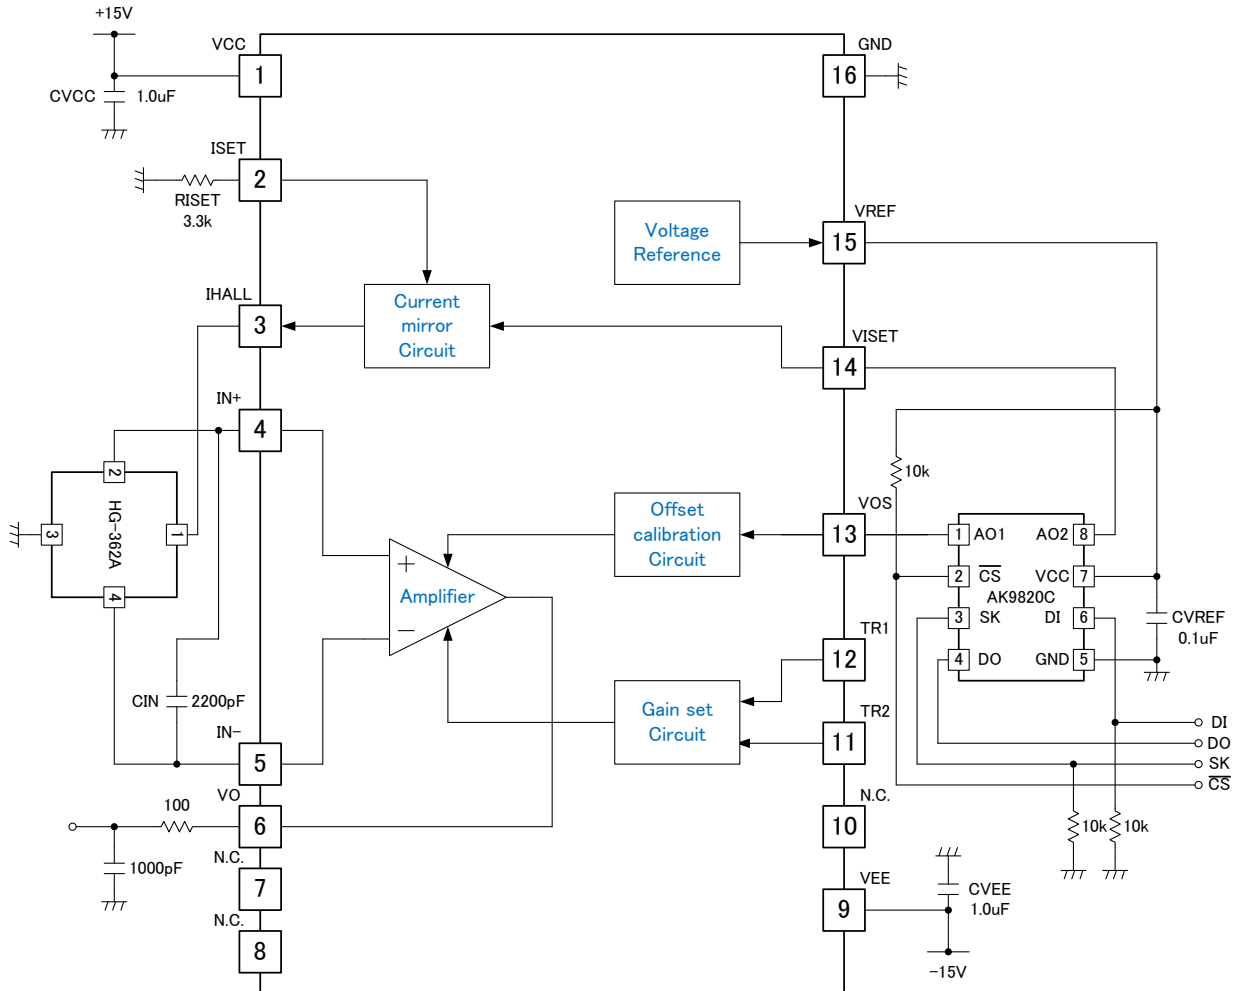 +15V
VCC
1
CVCC
1.0uF
ISET
2
RISET
3.3k
IHALL
3
IN+
4
2
HG-362A
1
3
4
CIN
2200pF
IN-
5
VO
100
6
1000pF
N.C.
7
N.C.
8
Current
mirror
Circuit
Voltage
Reference
+
Amplifier
−
Offset
calibration
Circuit
Gain set
Circuit
GND
16
VREF
15
VISET
14
VOS
13
TR1
12
TR2
11
N.C.
10
VEE
9
10k
1 AO1
AO2 8
2 CS
VCC 7
AK9820C
3 SK
DI 6
4 DO
GND 5
CVREF
0.1uF
DI
DO
SK
CS
10k
10k
CVEE
1.0uF
-15V